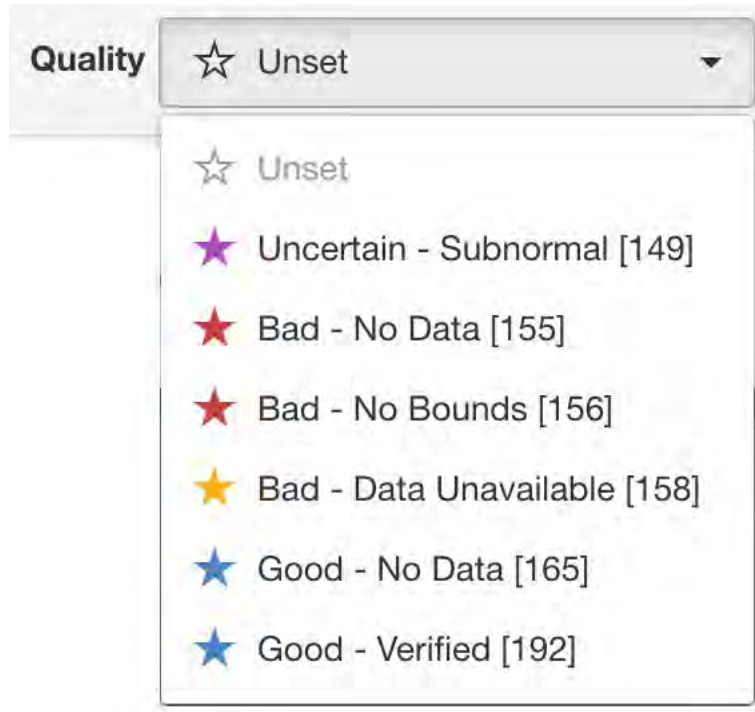 Quality Unset
Unset
Uncertain - Subnormal [149]
Bad - No Data [155]
Bad - No Bounds [156]
Bad - Data Unavailable [158]
Good - No Data [165]
Good - Verified [192]